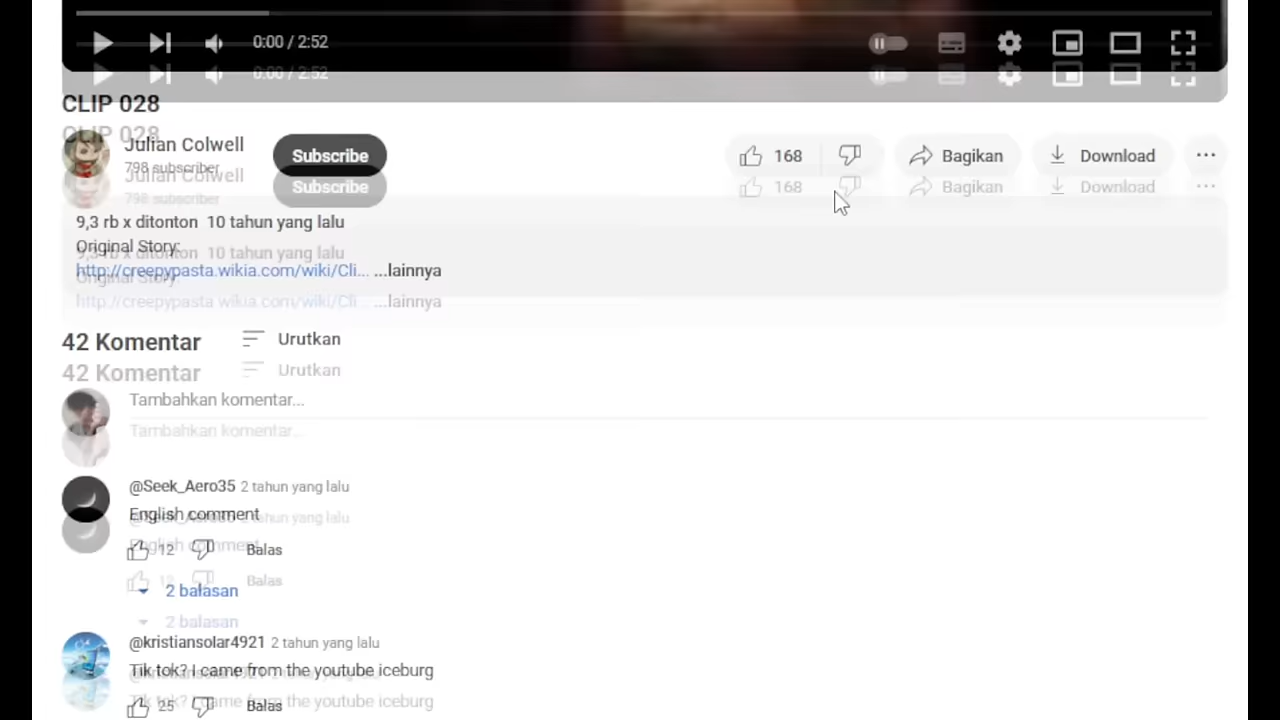 0:00 / 2:52
CLIP 028
Julian Colwell
798 subscriber
Subscribe
168
Bagikan
Download
9,3 rb x ditonton 10 tahun yang lalu
Original Story:
http://creepypasta.wikia.com/wiki/Cli... ...lainnya
42 Komentar
Urutkan
Tambahkan komentar...
@Seek_Aero35 2 tahun yang lalu
English comment
12
Balas
2 balasan
@kristiansolar4921 2 tahun yang lalu
Tik tok? I came from the youtube iceburg
25
Balas